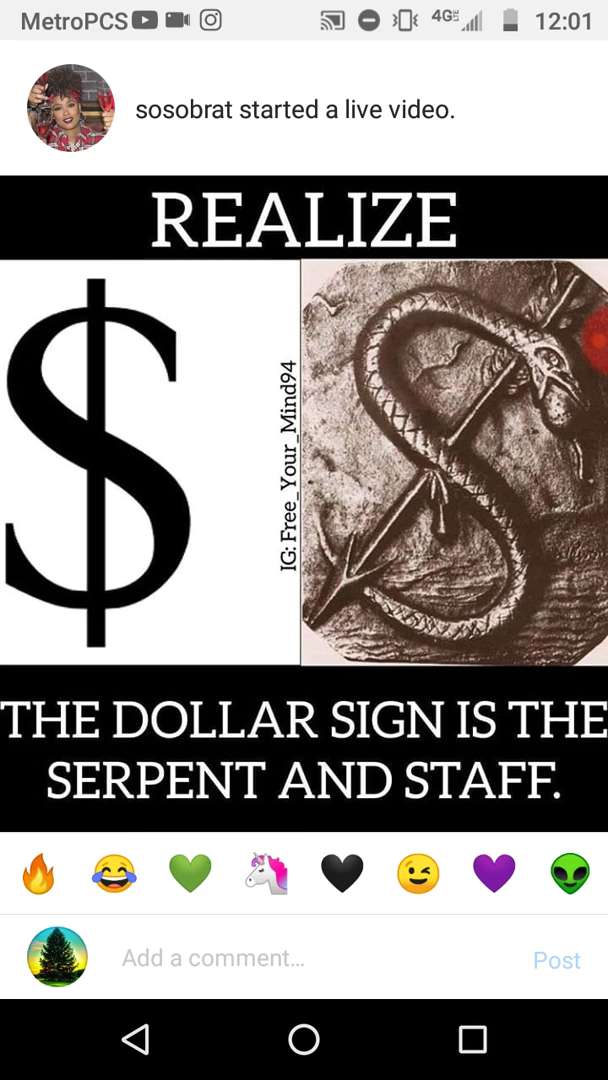 MetroPCS 4G LTE 12:01
sosobrat started a live video.
REALIZE
$
IG: Free_Your_Mind94
THE DOLLAR SIGN IS THE
SERPENT AND STAFF.
Add a comment... Post